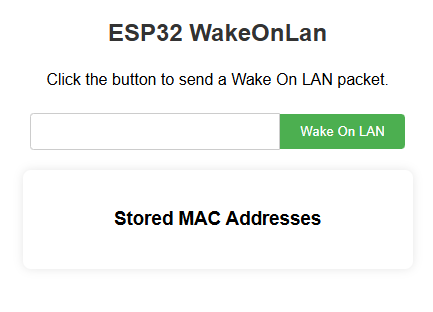 ESP32 WakeOnLan
Click the button to send a Wake On LAN packet.
Wake On LAN
Stored MAC Addresses